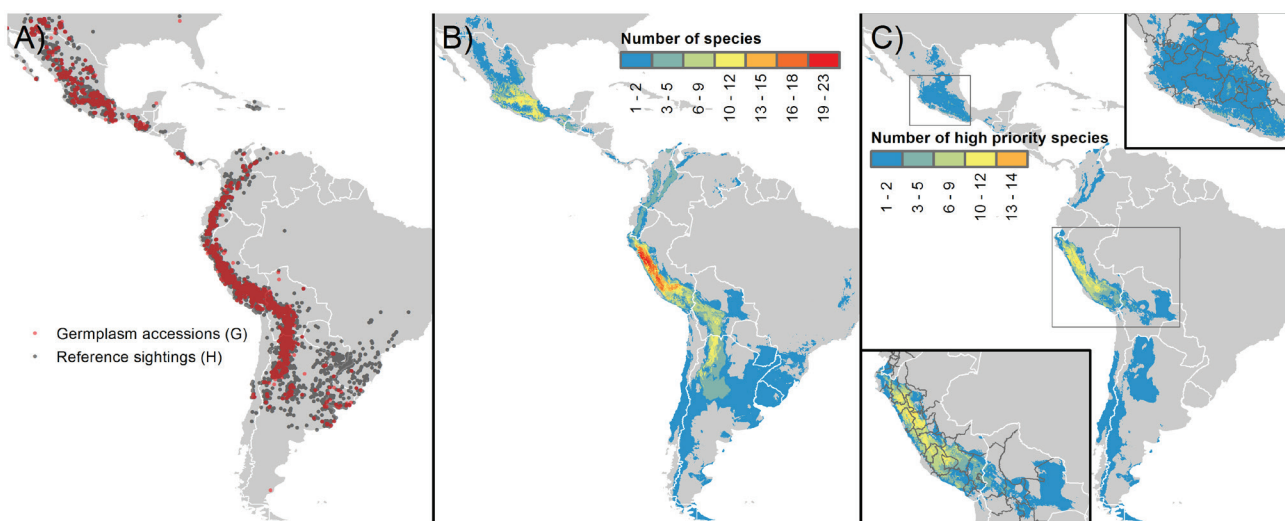 A)
Germplasm accessions (G)
Reference sightings (H)
B)
Number of species
1 - 2
3 - 5
6 - 9
10 - 12
13 - 15
16 - 18
19 - 23
C)
Number of high priority species
1 - 2
3 - 5
6 - 9
10 - 12
13 - 14